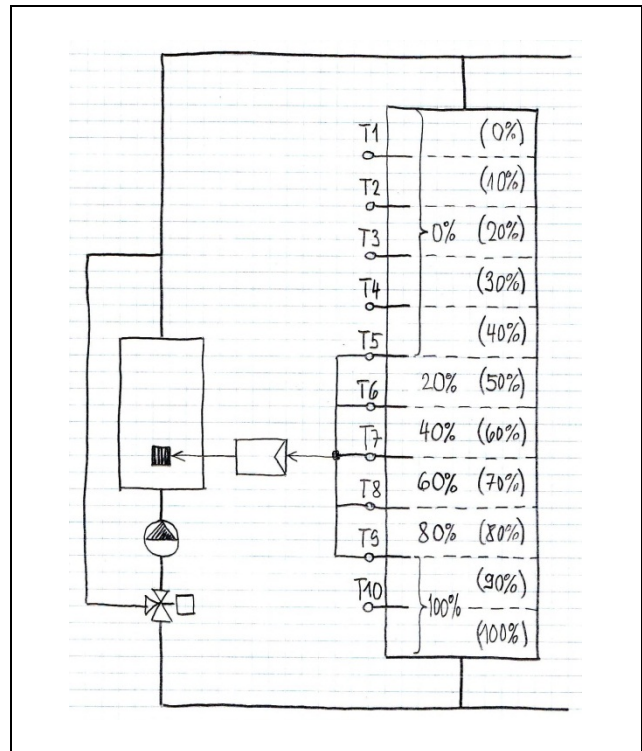 T1 (0%)
T2 (10%)
T3 0% (20%)
T4 (30%)
T5 (40%)
T6 20% (50%)
T7 40% (60%)
T8 60% (70%)
T9 80% (80%)
(90%)
T10 100%
(100%)